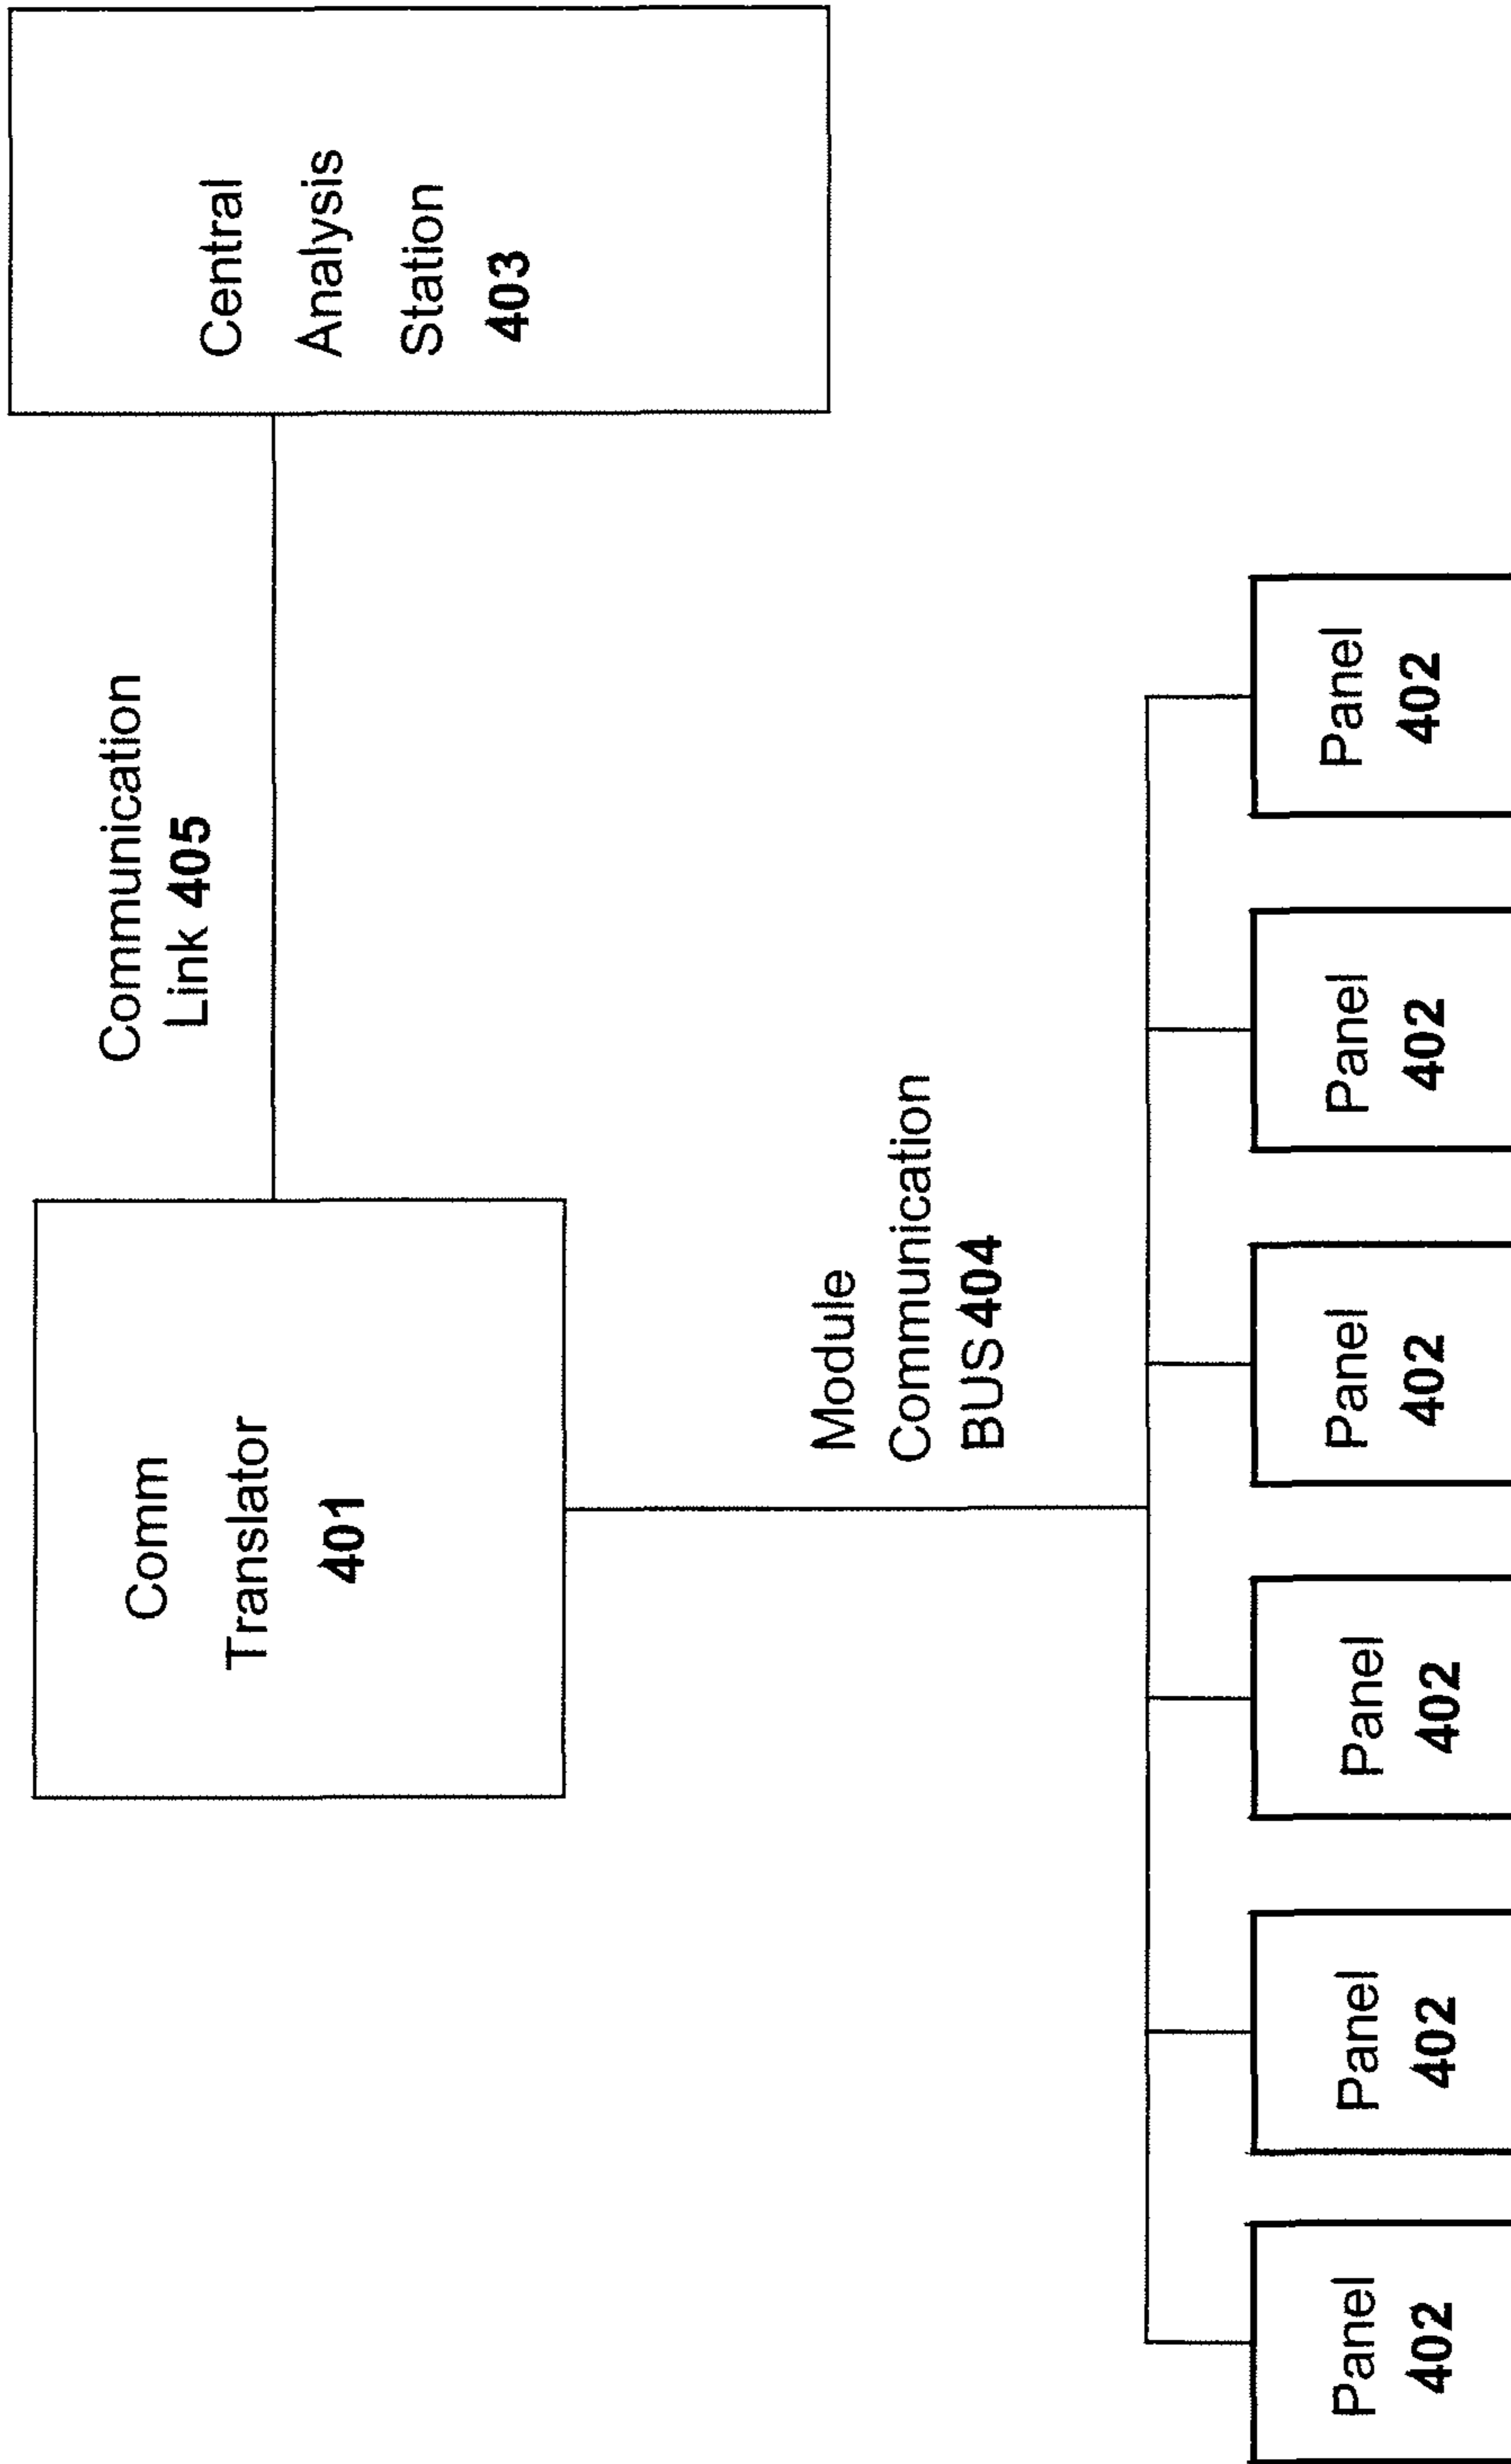 Comm
Translator
401
Communication
Link 405
Central
Analysis
Station
403
Module
Communication
BUS 404
Panel
402
Panel
402
Panel
402
Panel
402
Panel
402
Panel
402